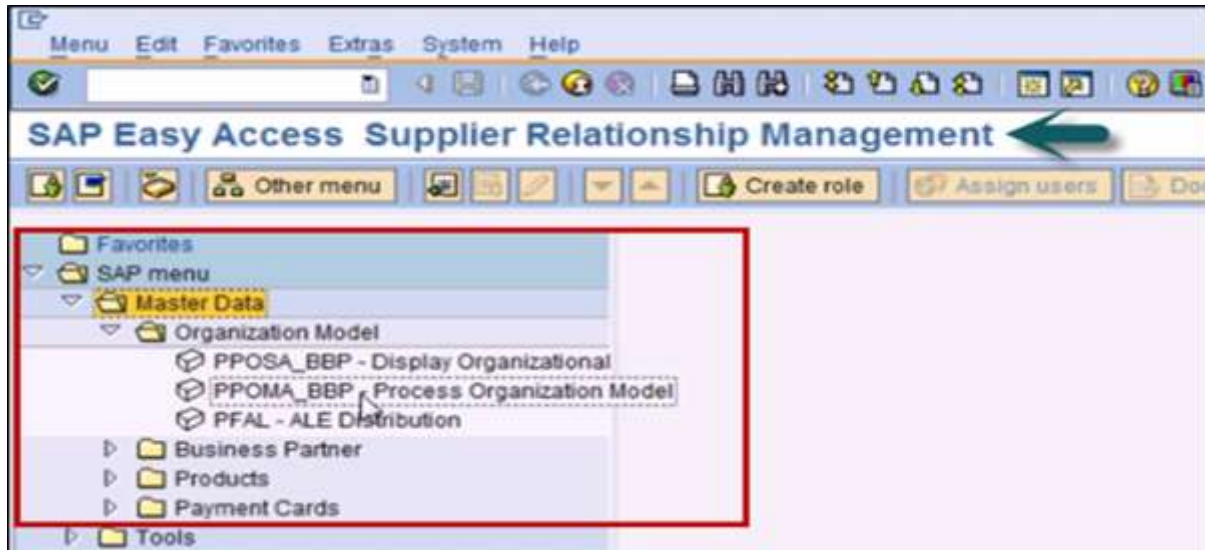 Menu Edit Favorites Extras System Help
SAP Easy Access Supplier Relationship Management
Other menu Create role Assign users Doc
Favorites
SAP menu
Master Data
Organization Model
PPOSA_BBP - Display Organizational
PPOMA_BBP - Process Organization Model
PFAL - ALE Distribution
Business Partner
Products
Payment Cards
Tools